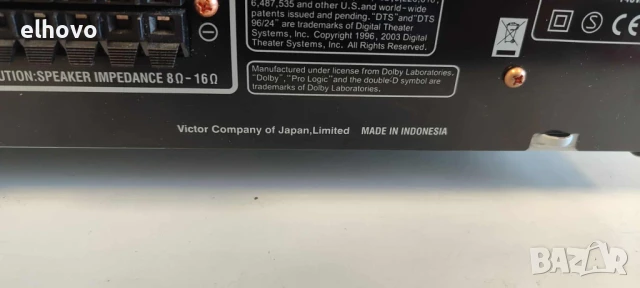 elhovo
6,487,535 and other U.S. and world-wide
patents issued and pending. "DTS" and "DTS
96/24" are trademarks of Digital Theater
Systems, Inc. Copyright 1996, 2003 Digital
Theater Systems, Inc. All Rights Reserved.
UTION:SPEAKER IMPEDANCE 8Ω-16Ω
Manufactured under license from Dolby Laboratories.
"Dolby", "Pro Logic" and the double-D symbol are
trademarks of Dolby Laboratories.
Victor Company of Japan,Limited MADE IN INDONESIA
BAZAR